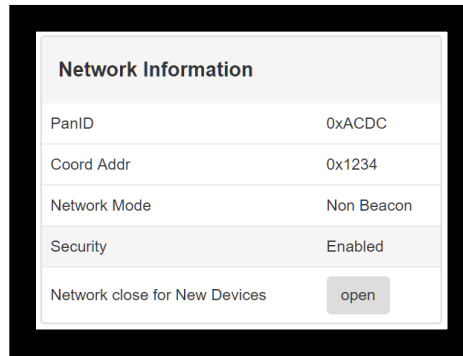 Network Information
PanID 0xACDC
Coord Addr 0x1234
Network Mode Non Beacon
Security Enabled
Network close for New Devices open